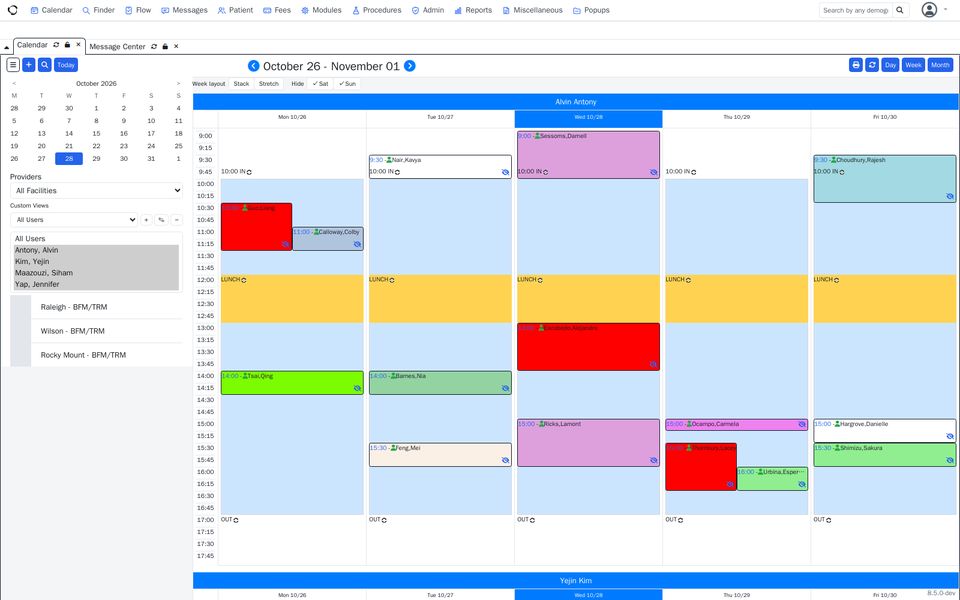 Calendar Finder Flow Messages Patient Fees Modules Procedures Admin Reports Miscellaneous Popups Search by any demog
Calendar Message Center
Today October 26 - November 01 Day Week Month
< October 2026 >
Week layout Stack Stretch Hide ✓ Sat ✓ Sun
M T W T F S S
28 29 30 1 2 3 4
5 6 7 8 9 10 11
12 13 14 15 16 17 18
19 20 21 22 23 24 25
26 27 28 29 30 31 1
Providers
All Facilities
Custom Views
All Users
All Users
Antony, Alvin
Kim, Yejin
Maazouzi, Siham
Yap, Jennifer
Raleigh - BFM/TRM
Wilson - BFM/TRM
Rocky Mount - BFM/TRM
Alvin Antony
Mon 10/26 Tue 10/27 Wed 10/28 Thu 10/29 Fri 10/30
9:00 9:00 - Sessoms,Darnell
9:15
9:30 9:30 - Nair,Kavya 9:30 - Choudhury,Rajesh
9:45 10:00 IN 10:00 IN 10:00 IN 10:00 IN 10:00 IN
10:00
10:15
10:30
10:45
11:00 11:00 - Calloway,Colby
11:15
11:30
11:45
12:00 LUNCH LUNCH LUNCH LUNCH LUNCH
12:15
12:30
12:45
13:00
13:15
13:30
13:45
14:00 14:00 - Tsai,Qing 14:00 - Barnes,Nia
14:15
14:30
14:45
15:00 15:00 - Ricks,Lamont 15:00 - Ocampo,Carmela 15:00 - Hargrove,Danielle
15:15
15:30 15:30 - Feng,Mei 15:30 - Shimizu,Sakura
15:45
16:00 16:00 - Urbina,Esper···
16:15
16:30
16:45
17:00 OUT OUT OUT OUT OUT
17:15
17:30
17:45
Yejin Kim
Mon 10/26 Tue 10/27 Wed 10/28 Thu 10/29 Fri 10/30
8.5.0-dev